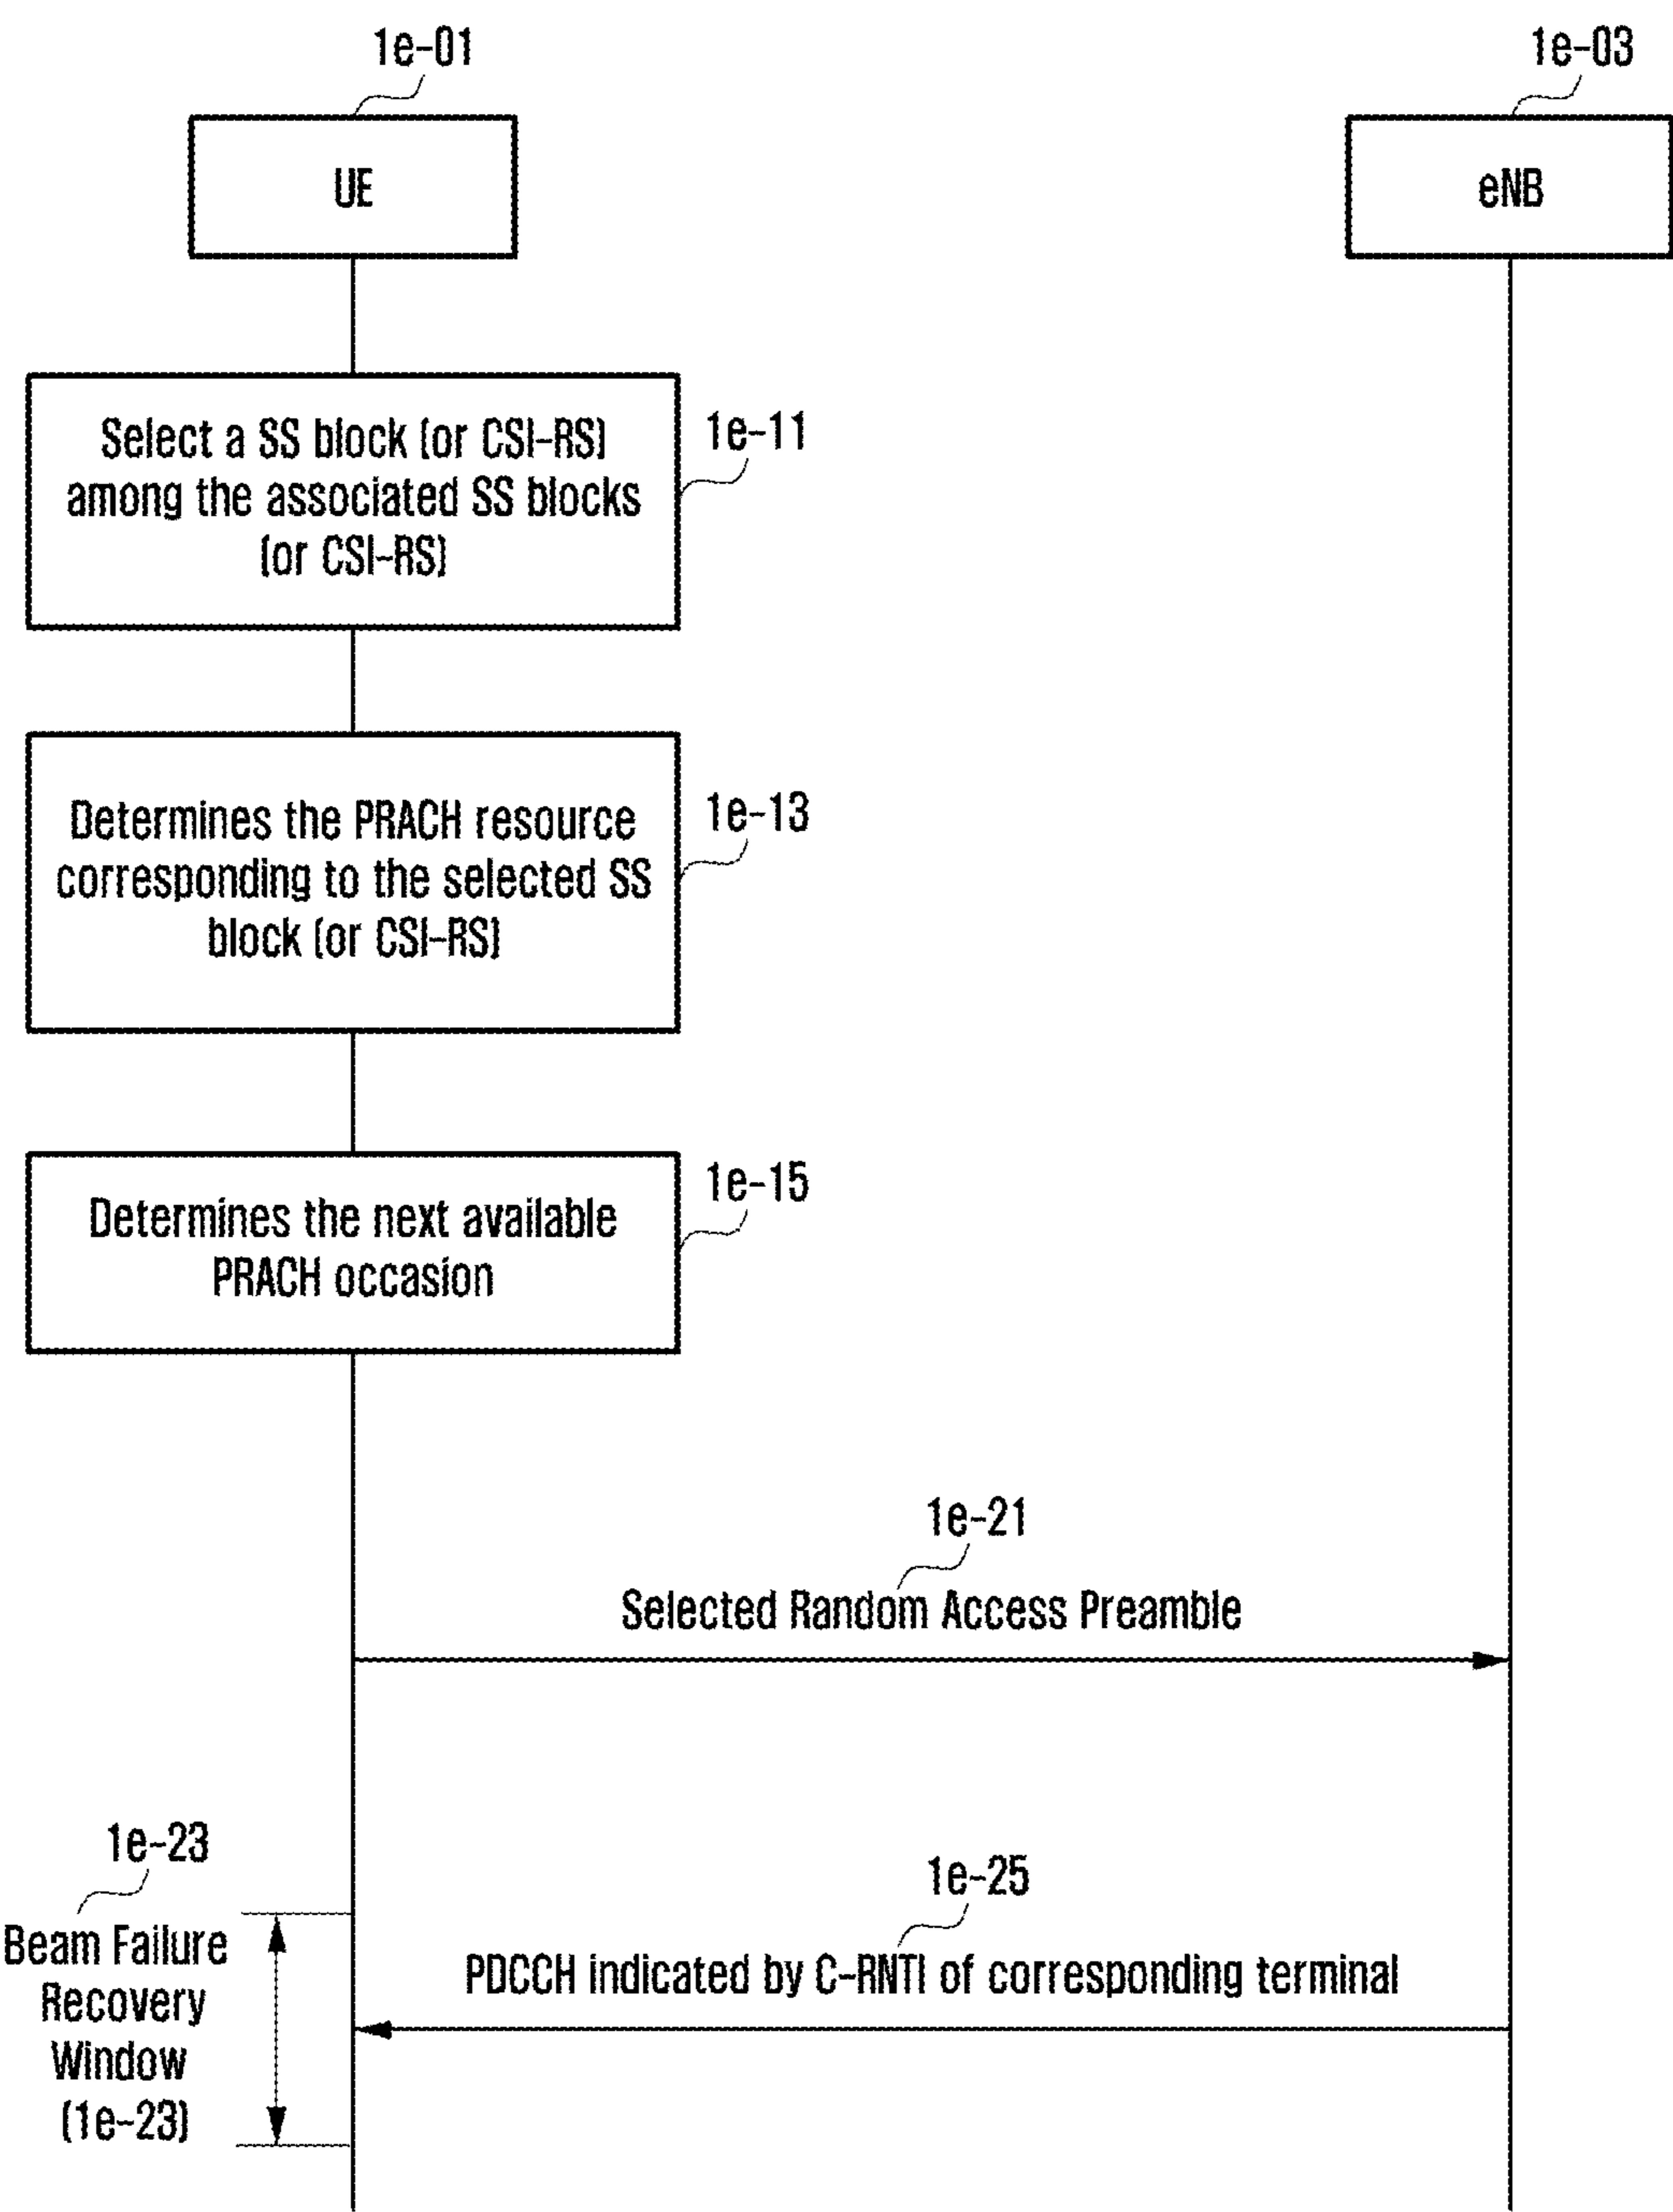 1e-01
1e-03
UE
eNB
Select a SS block (or CSI-RS)
among the associated SS blocks
(or CSI-RS)
1e-11
Determines the PRACH resource
corresponding to the selected SS
block (or CSI-RS)
1e-13
Determines the next available
PRACH occasion
1e-15
1e-21
Selected Random Access Preamble
1e-23
Beam Failure
Recovery
Window
(1e-23)
1e-25
PDCCH indicated by C-RNTI of corresponding terminal